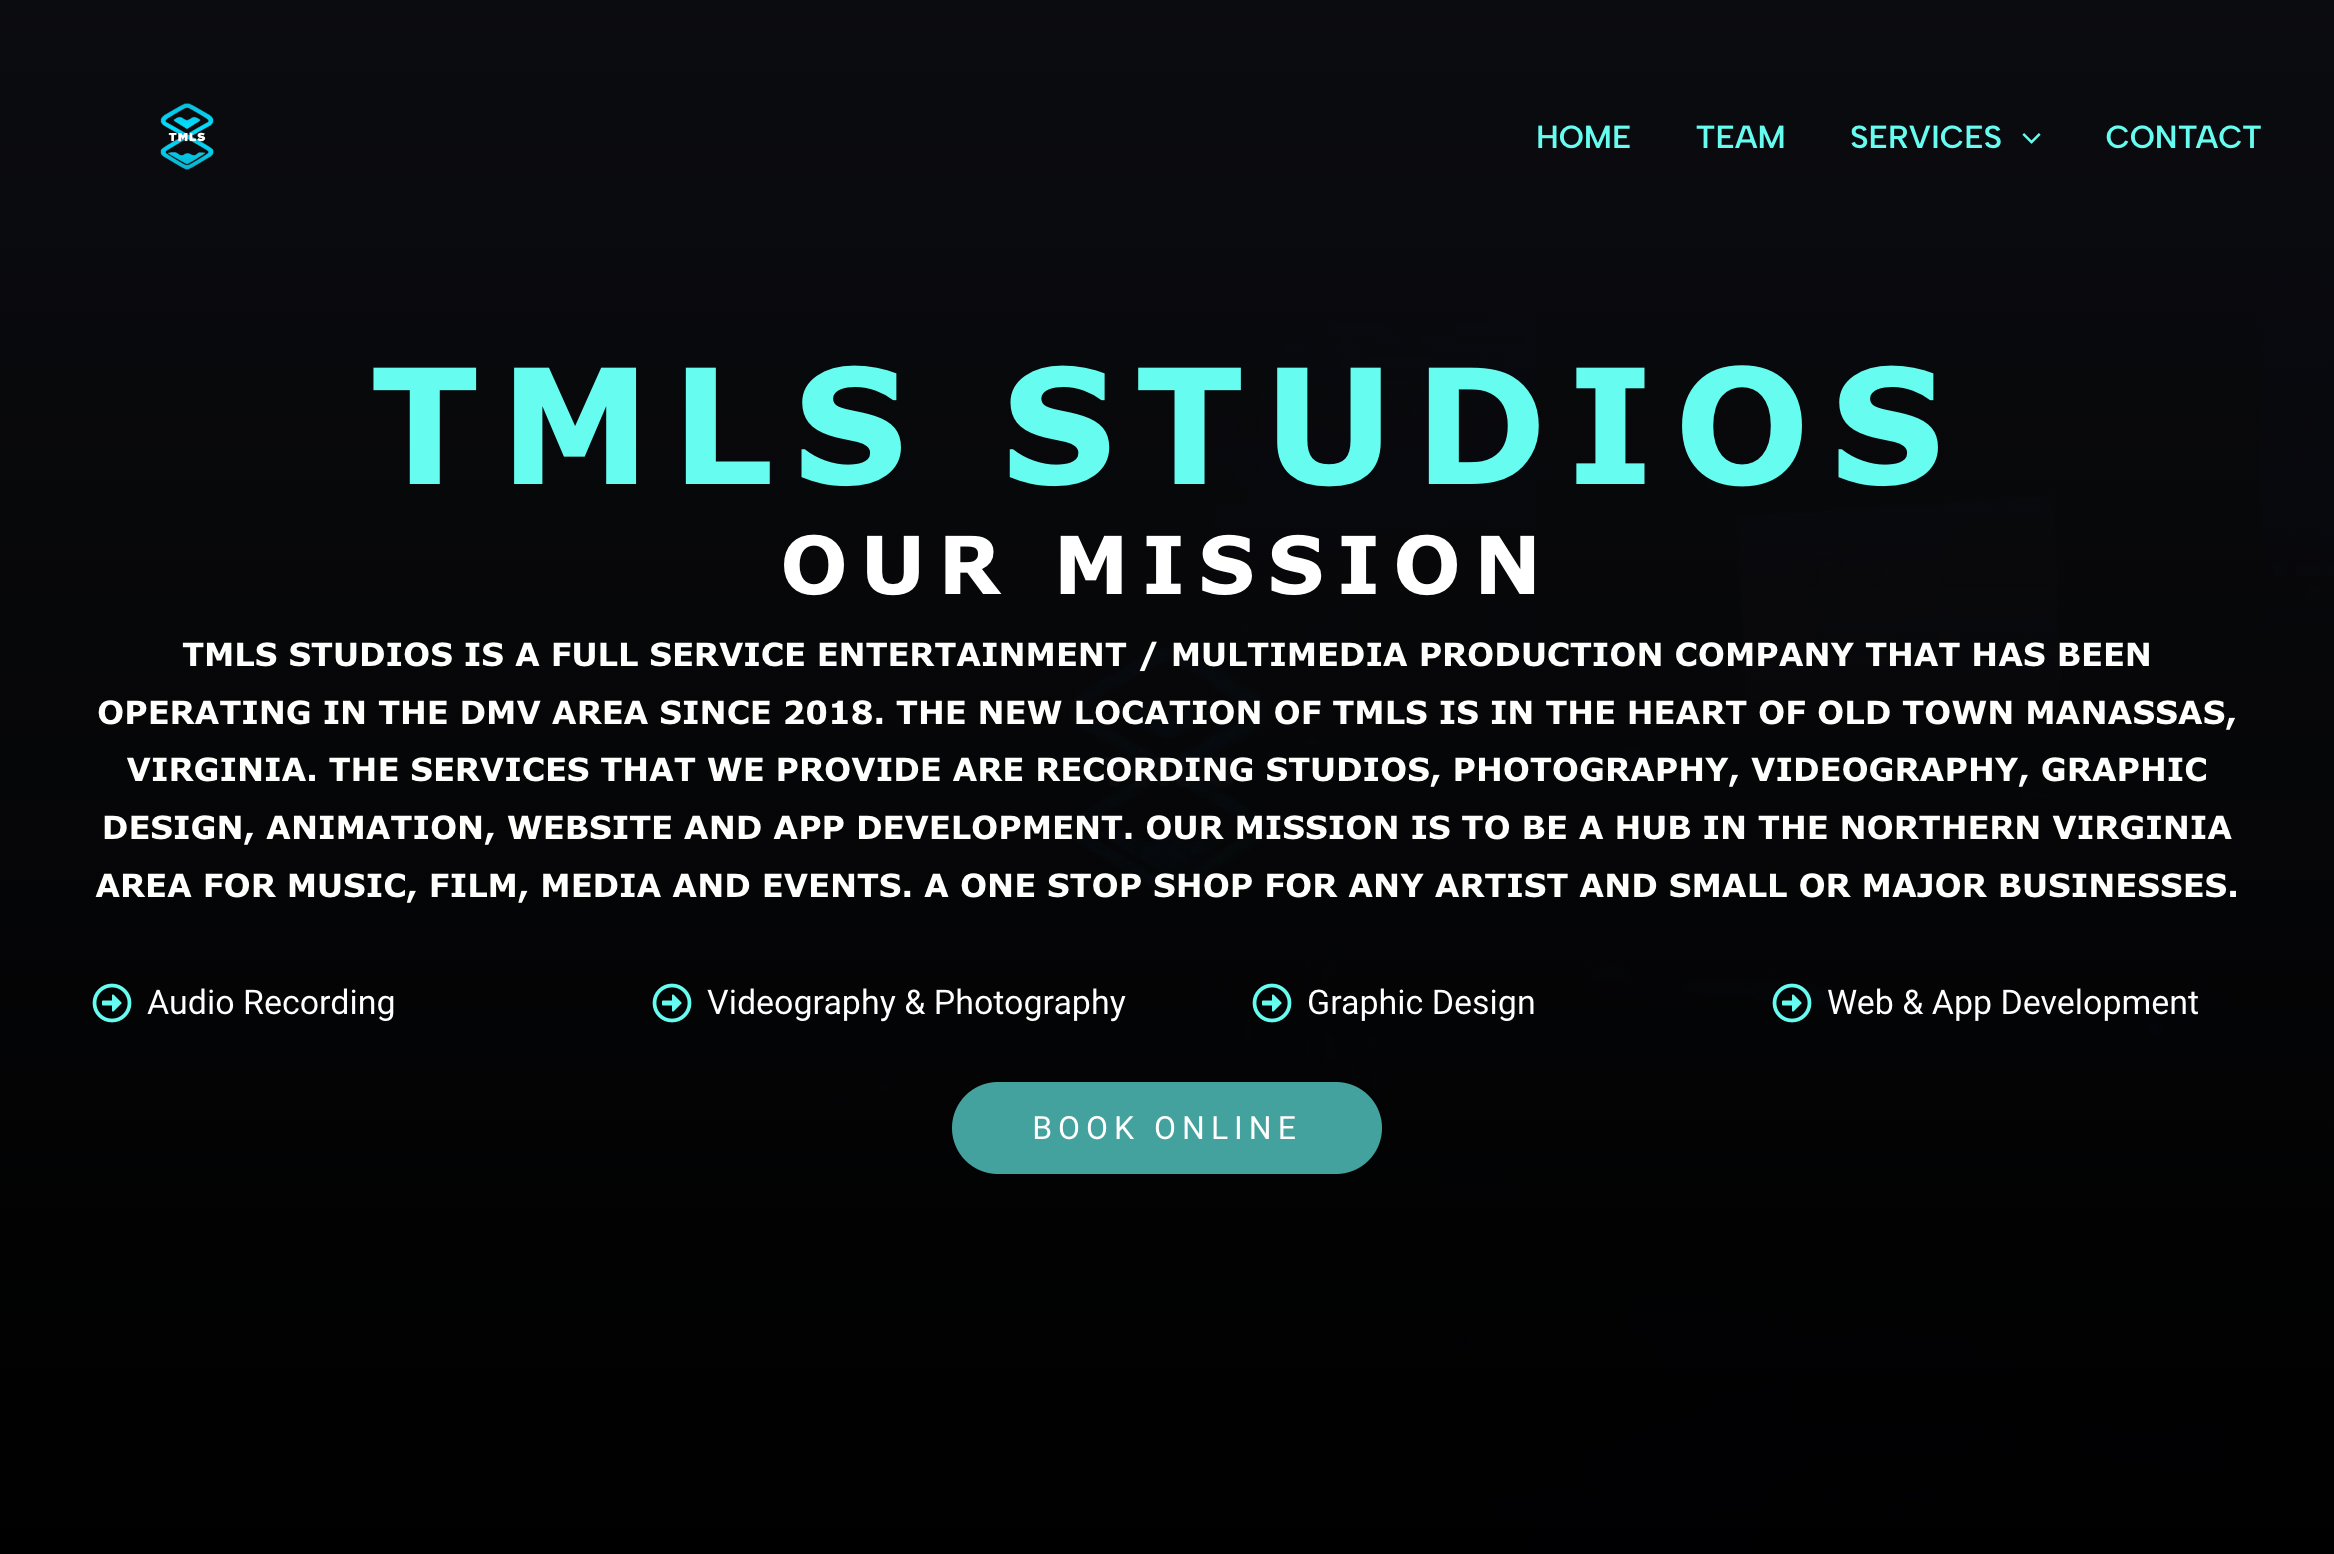 TMLS
HOME TEAM SERVICES CONTACT
TMLS STUDIOS
OUR MISSION
TMLS STUDIOS IS A FULL SERVICE ENTERTAINMENT / MULTIMEDIA PRODUCTION COMPANY THAT HAS BEEN
OPERATING IN THE DMV AREA SINCE 2018. THE NEW LOCATION OF TMLS IS IN THE HEART OF OLD TOWN MANASSAS,
VIRGINIA. THE SERVICES THAT WE PROVIDE ARE RECORDING STUDIOS, PHOTOGRAPHY, VIDEOGRAPHY, GRAPHIC
DESIGN, ANIMATION, WEBSITE AND APP DEVELOPMENT. OUR MISSION IS TO BE A HUB IN THE NORTHERN VIRGINIA
AREA FOR MUSIC, FILM, MEDIA AND EVENTS. A ONE STOP SHOP FOR ANY ARTIST AND SMALL OR MAJOR BUSINESSES.
Audio Recording Videography & Photography Graphic Design Web & App Development
BOOK ONLINE